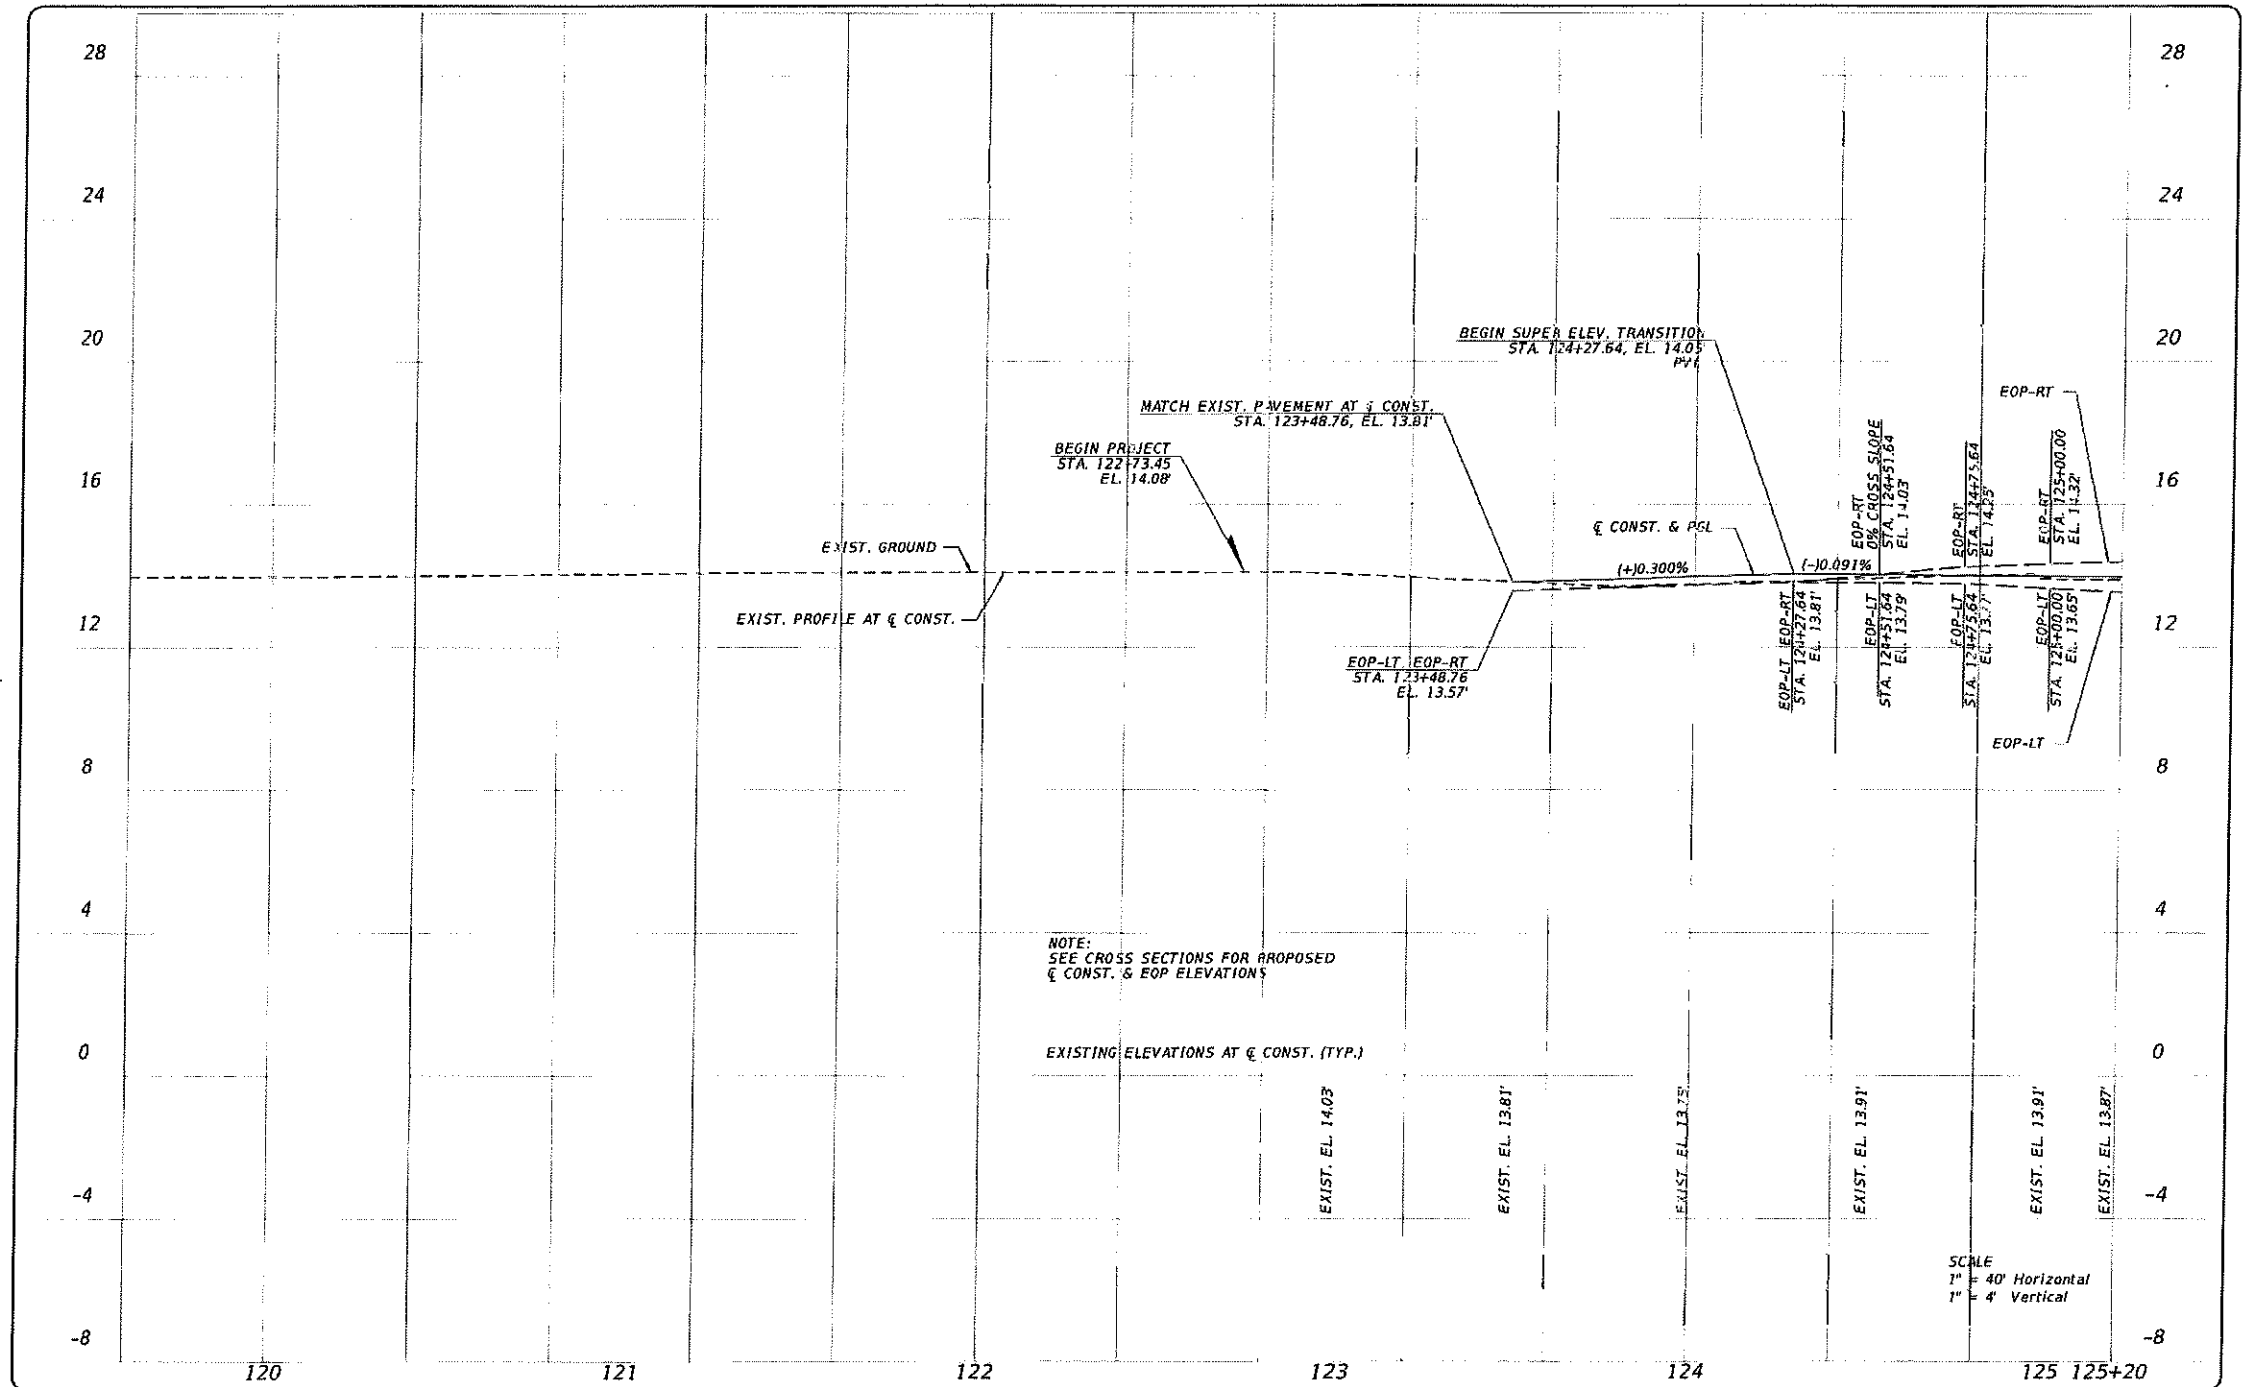 28
28
24
24
20
20
16
16
12
12
8
8
4
4
0
0
-4
-4
-8
-8
BEGIN SUPER ELEV. TRANSITION
STA. 124+27.64, EL. 14.05'
PVI
MATCH EXIST. PAVEMENT AT ℄ CONST.
STA. 123+48.76, EL. 13.81'
BEGIN PROJECT
STA. 122+73.45
EL. 14.08'
EXIST. GROUND
EXIST. PROFILE AT ℄ CONST.
℄ CONST. & PGL
(+)0.300%
(-)0.091%
EOP-RT
EOP-RT
0% CROSS SLOPE
STA. 124+51.64
EL. 14.03'
EOP-RT
STA. 124+75.64
EL. 14.25'
EOP-RT
STA. 125+00.00
EL. 14.32'
EOP-LT, EOP-RT
STA. 123+48.76
EL. 13.57'
EOP-LT, EOP-RT
STA. 124+27.64
EL. 13.81'
EOP-LT
STA. 124+51.64
EL. 13.79'
EOP-LT
STA. 124+75.64
EL. 13.77'
EOP-LT
STA. 125+00.00
EL. 13.65'
EOP-LT
NOTE:
SEE CROSS SECTIONS FOR PROPOSED
℄ CONST. & EOP ELEVATIONS
EXISTING ELEVATIONS AT ℄ CONST. (TYP.)
EXIST. EL. 14.03'
EXIST. EL. 13.81'
EXIST. EL. 13.75'
EXIST. EL. 13.91'
EXIST. EL. 13.91'
EXIST. EL. 13.87'
SCALE
1" = 40' Horizontal
1" = 4' Vertical
120 121 122 123 124 125 125+20